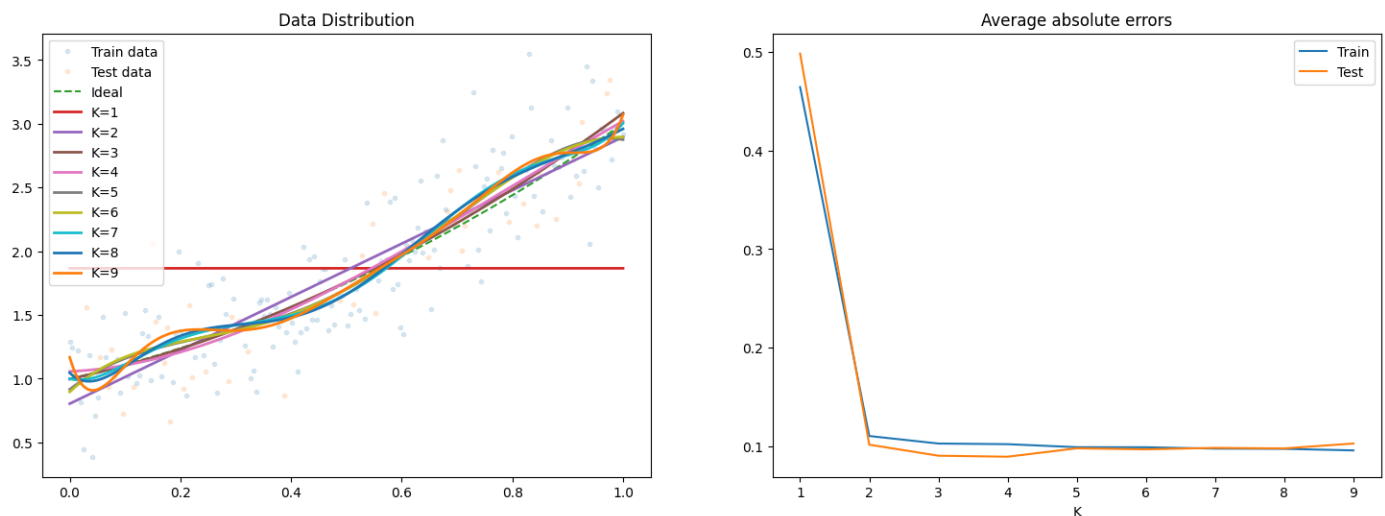 Data Distribution
3.5
3.0
2.5
2.0
1.5
1.0
0.5
0.0
0.2
0.4
0.6
0.8
1.0
Train data
Test data
Ideal
K=1
K=2
K=3
K=4
K=5
K=6
K=7
K=8
K=9
Average absolute errors
0.5
0.4
0.3
0.2
0.1
1
2
3
4
5
6
7
8
9
K
Train
Test